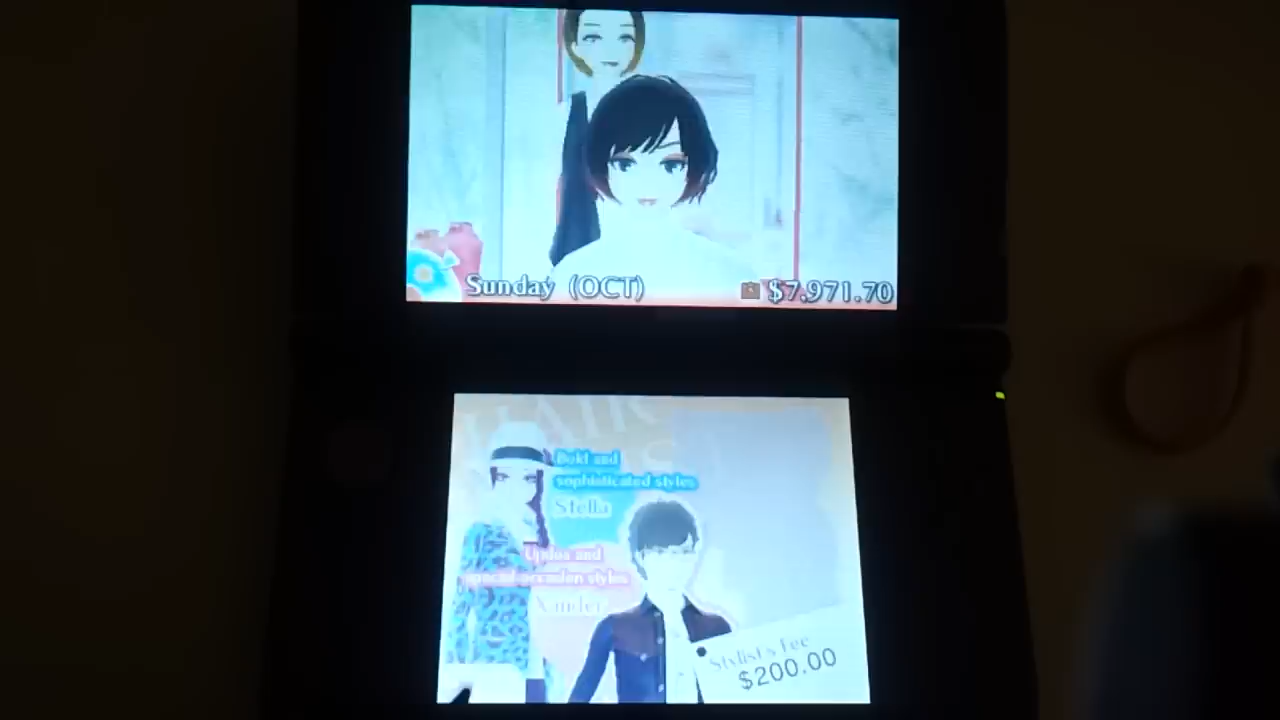 Sunday (OCT)
$7,971.70
HAIR
Bold and
sophisticated styles
Stella
Updos and
special-occasion styles
Xander
Stylist's Fee
$200.00